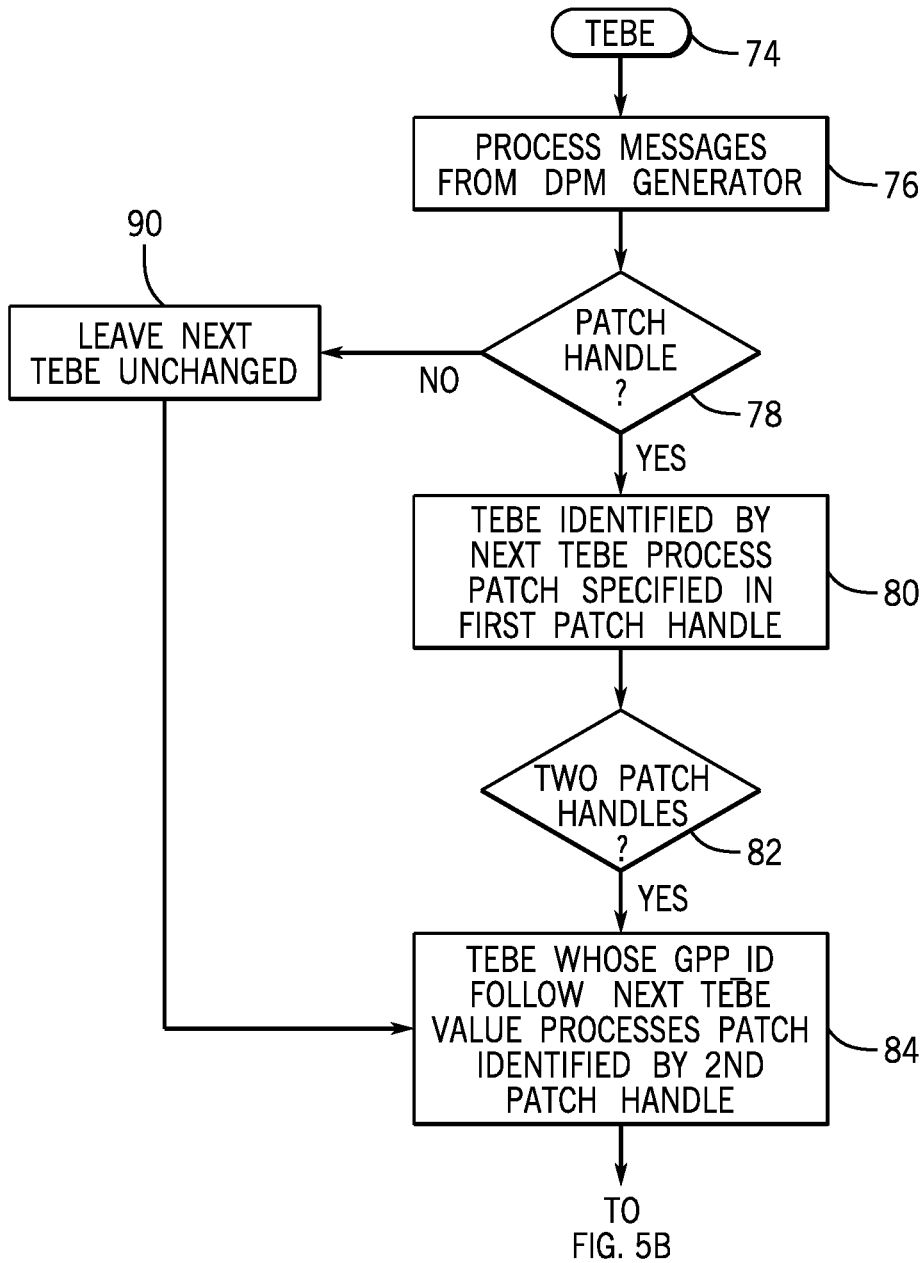 TEBE
74
PROCESS MESSAGES
FROM DPM GENERATOR
76
90
LEAVE NEXT
TEBE UNCHANGED
PATCH
HANDLE
?
NO
78
YES
TEBE IDENTIFIED BY
NEXT TEBE PROCESS
PATCH SPECIFIED IN
FIRST PATCH HANDLE
80
TWO PATCH
HANDLES
?
82
YES
TEBE WHOSE GPP_ID
FOLLOW NEXT TEBE
VALUE PROCESSES PATCH
IDENTIFIED BY 2ND
PATCH HANDLE
84
TO
FIG. 5B